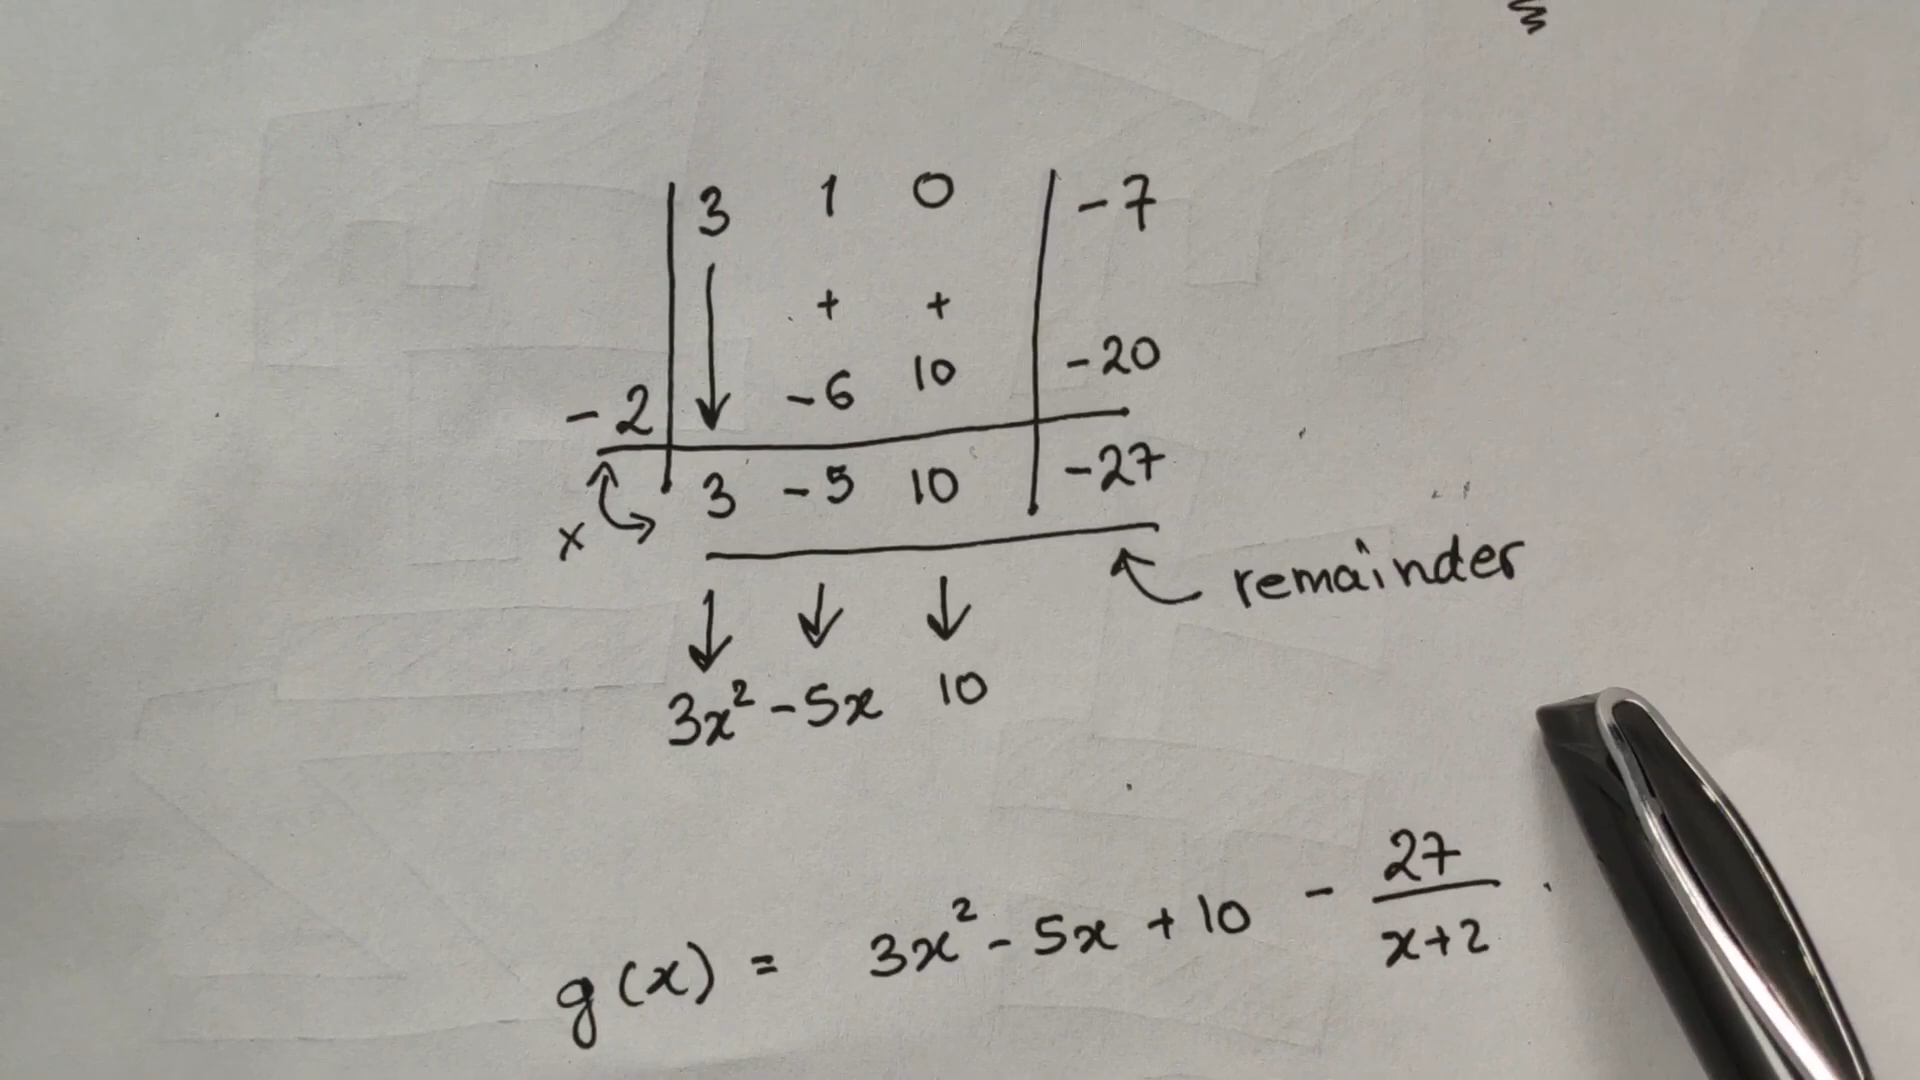 3 1 0 -7
+ +
-2 -6 10 -20
3 -5 10 -27
x
remainder
3x² -5x 10
g(x) = 3x² - 5x + 10 - 27/(x+2)